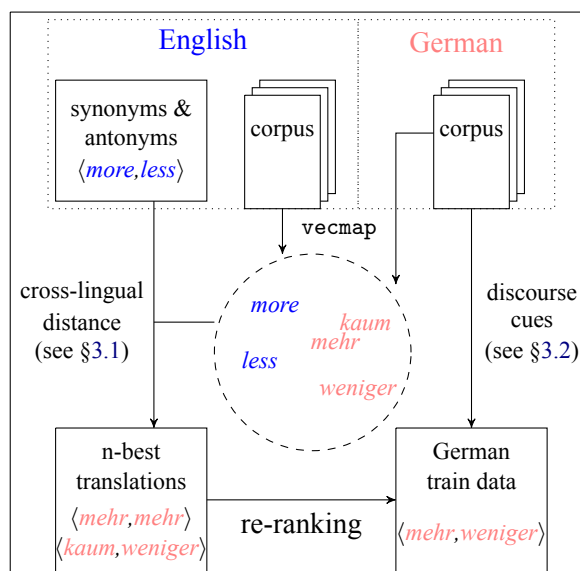 English
German
synonyms &
antonyms
⟨more,less⟩
corpus
corpus
vecmap
cross-lingual
distance
(see §3.1)
more
kaum
mehr
less
weniger
discourse
cues
(see §3.2)
n-best
translations
⟨mehr,mehr⟩
⟨kaum,weniger⟩
re-ranking
German
train data
⟨mehr,weniger⟩